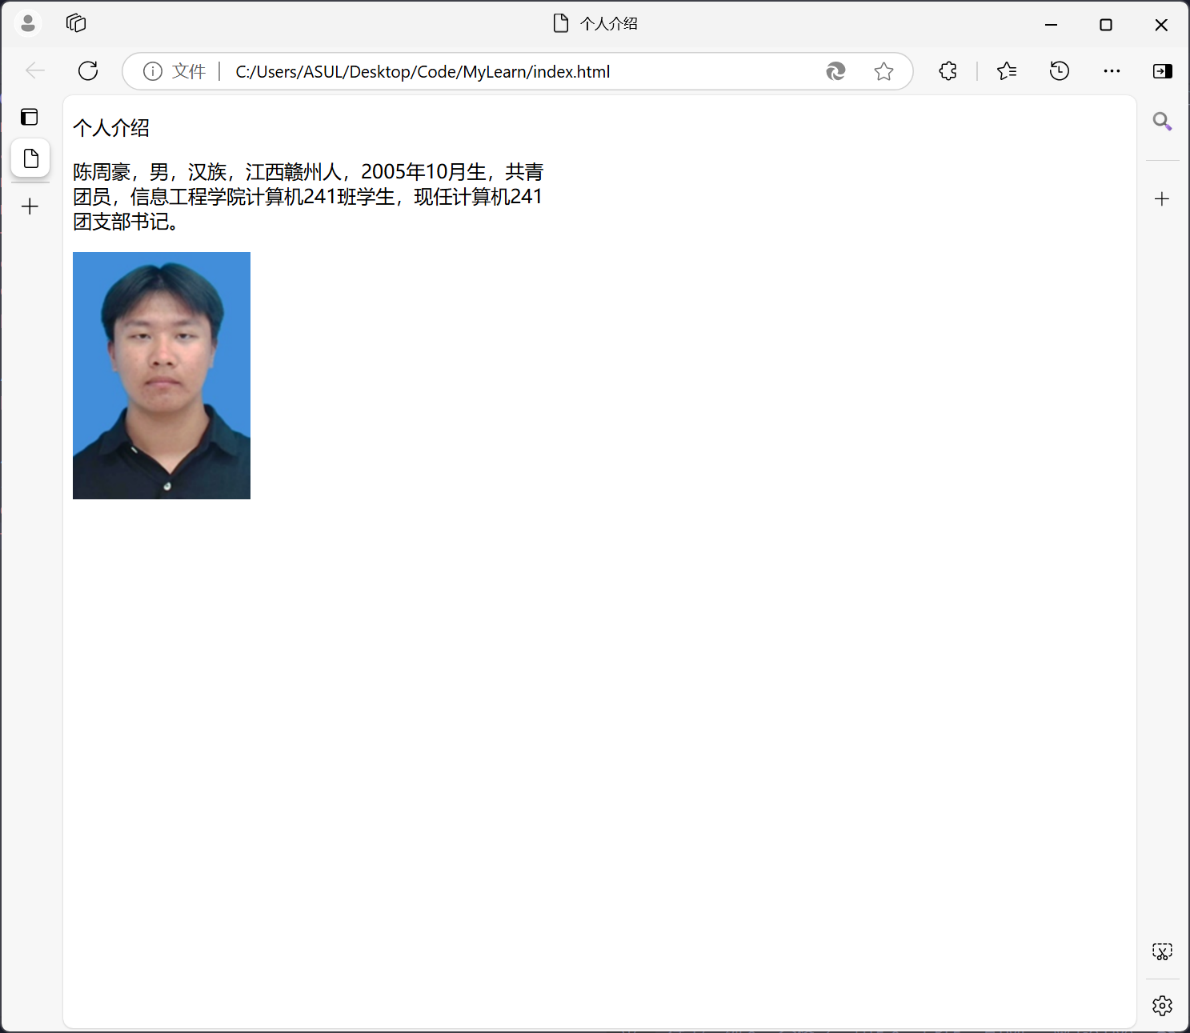 个人介绍
文件
C:/Users/ASUL/Desktop/Code/MyLearn/index.html
个人介绍
陈周豪，男，汉族，江西赣州人，2005年10月生，共青
团员，信息工程学院计算机241班学生，现任计算机241
团支部书记。